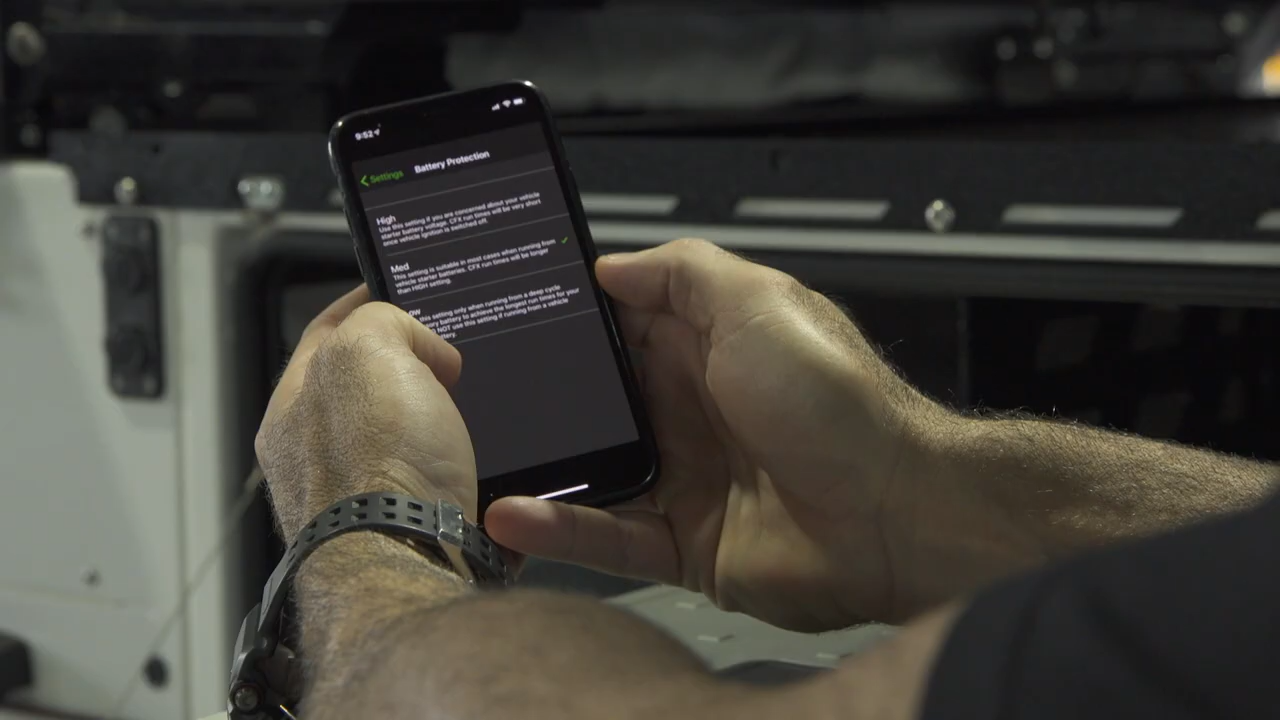 9:52
Settings
Battery Protection
High
Use this setting if you are concerned about your vehicle
starter battery voltage. CFX run times will be very short
once vehicle ignition is switched off.
Med
This setting is suitable in most cases when running from
vehicle starter batteries. CFX run times will be longer
than HIGH setting.
ow
this setting only when running from a deep cycle
ary battery to achieve the longest run times for your
NOT use this setting if running from a vehicle
ttery.